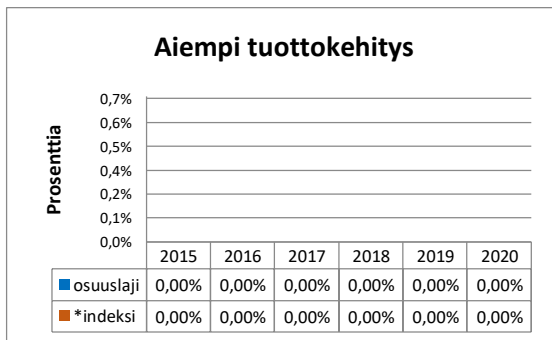 Aiempi tuottokehitys
Prosenttia
0,7%
0,6%
0,5%
0,4%
0,2%
0,1%
0,0%
2015 2016 2017 2018 2019 2020
osuuslaji 0,00% 0,00% 0,00% 0,00% 0,00% 0,00%
*indeksi 0,00% 0,00% 0,00% 0,00% 0,00% 0,00%